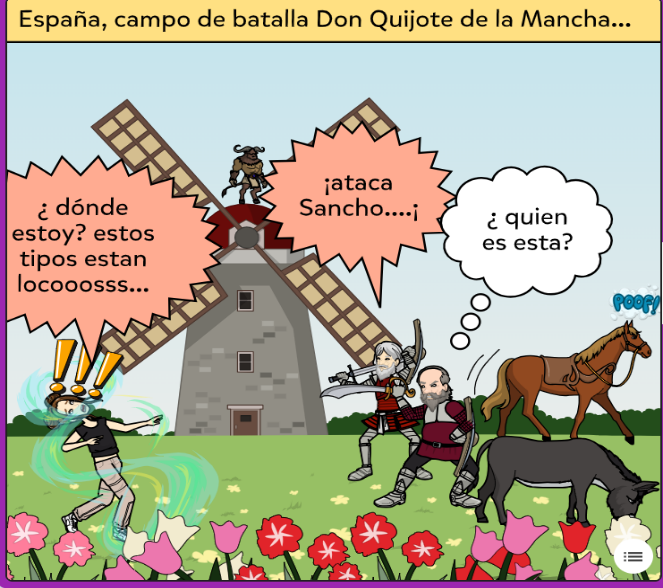 España, campo de batalla Don Quijote de la Mancha...
¿ dónde
estoy? estos
tipos estan
locooosss...
¡ataca
Sancho....¡
¿ quien
es esta?
POOF!
!!!